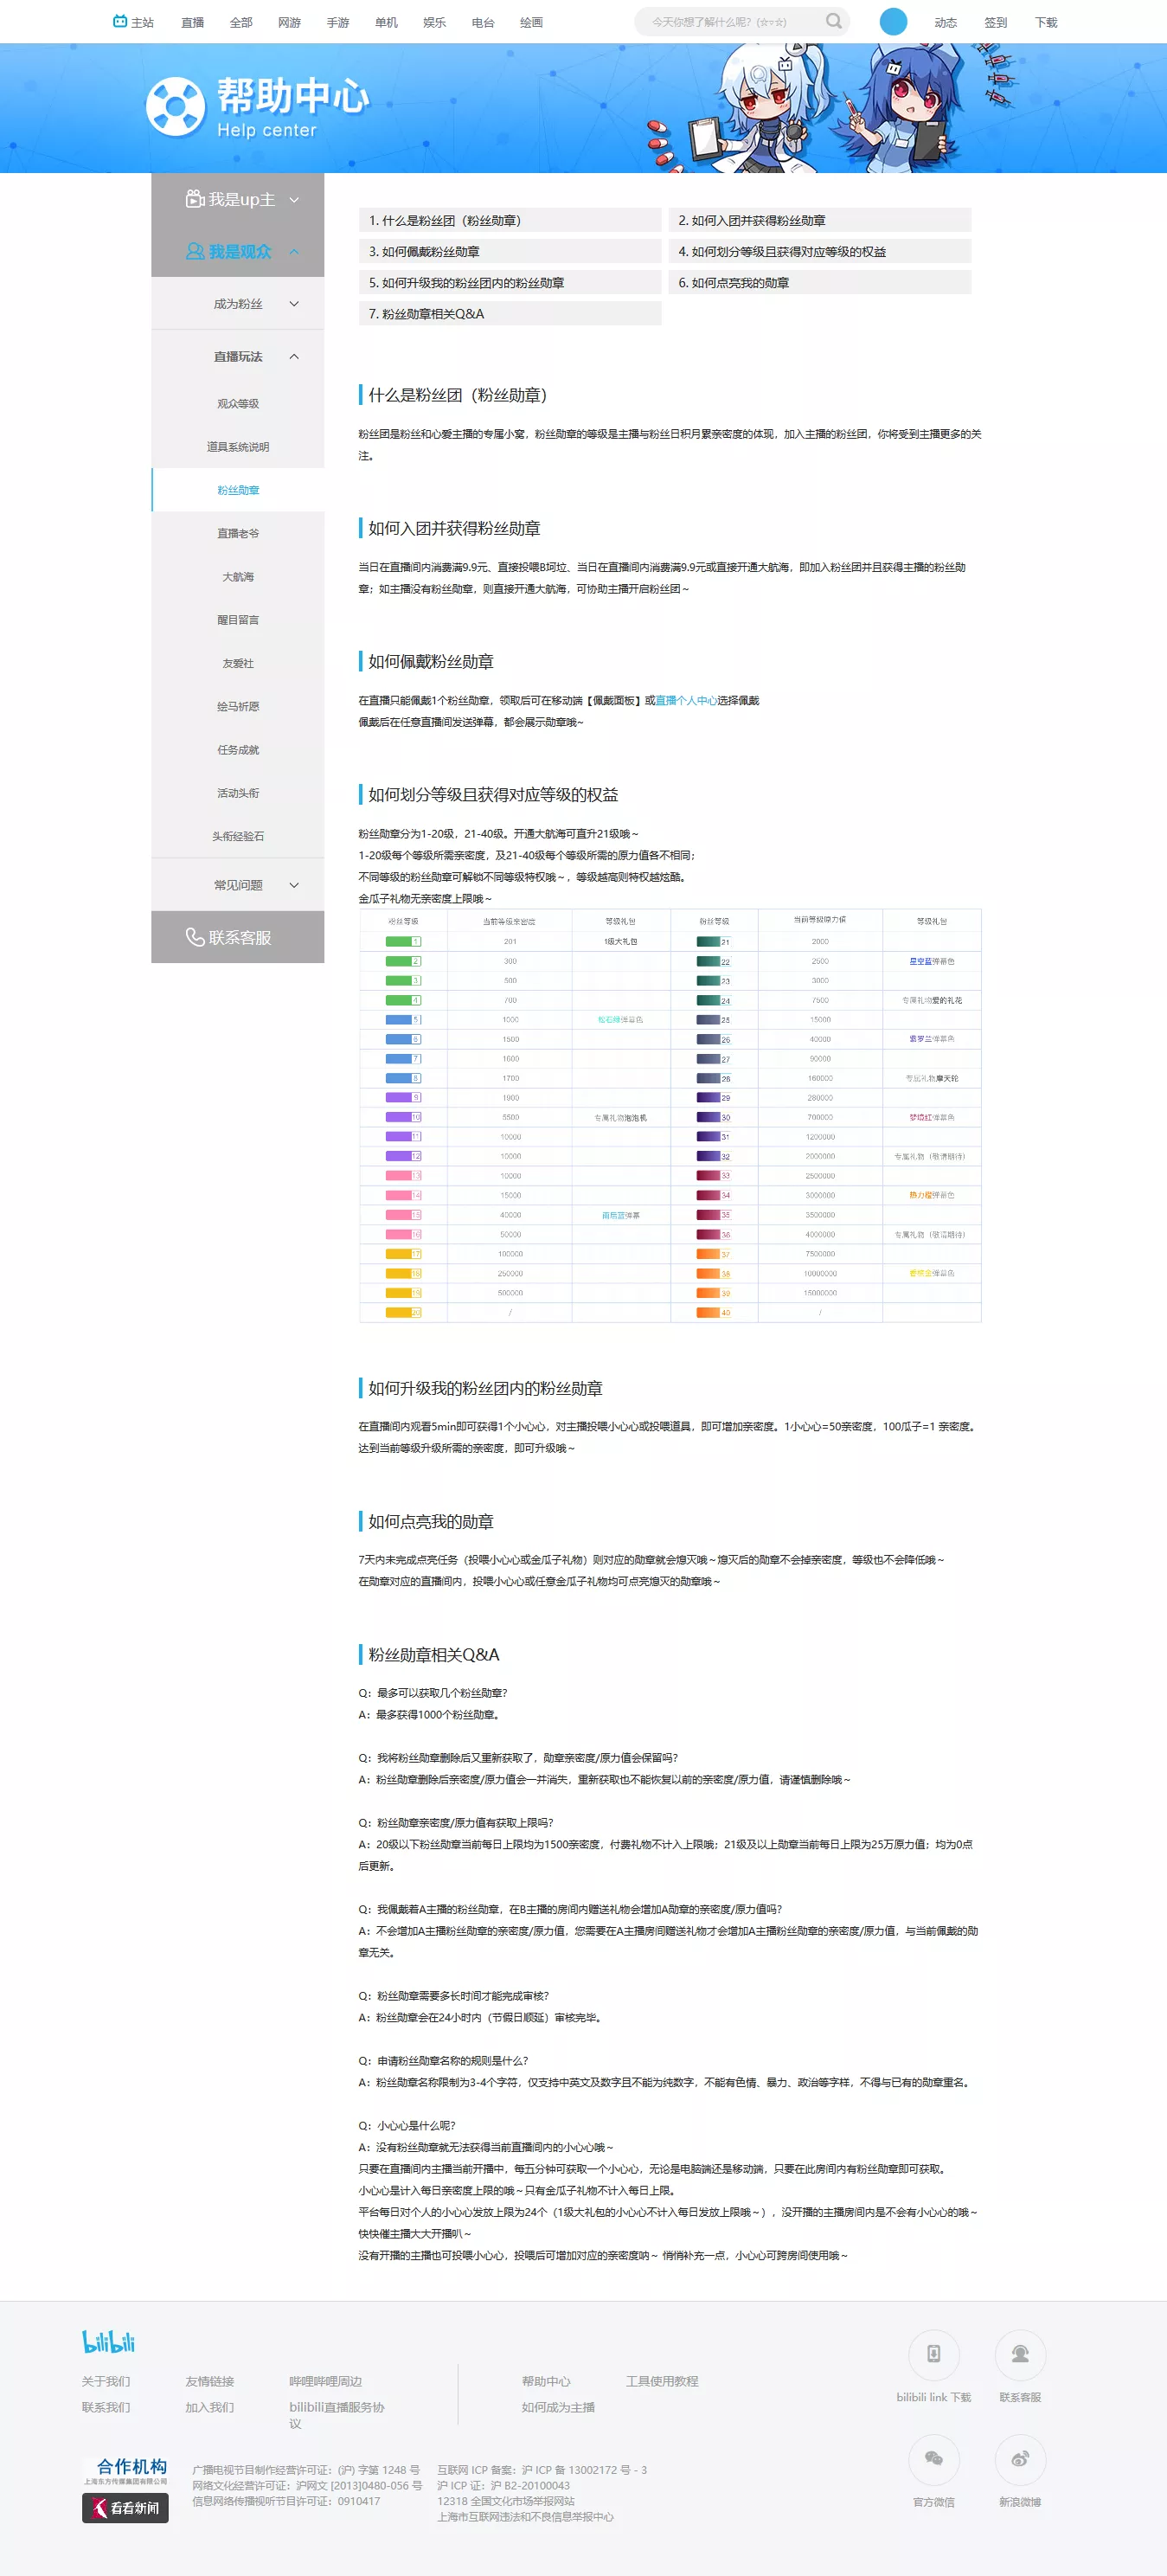 主站 直播 全部 网游 手游 单机 娱乐 电台 绘画 今天你想了解什么呢？(☆▿☆) 动态 签到 下载
帮助中心
Help center
我是up主
我是观众
成为粉丝
直播玩法
观众等级
道具系统说明
粉丝勋章
直播老爷
大航海
醒目留言
友爱社
绘马祈愿
任务成就
活动头衔
头衔经验石
常见问题
联系客服
1. 什么是粉丝团（粉丝勋章） 2. 如何入团并获得粉丝勋章
3. 如何佩戴粉丝勋章 4. 如何划分等级且获得对应等级的权益
5. 如何升级我的粉丝团内的粉丝勋章 6. 如何点亮我的勋章
7. 粉丝勋章相关Q&A
什么是粉丝团（粉丝勋章）
粉丝团是粉丝和心爱主播的专属小窝，粉丝勋章的等级是主播与粉丝日积月累亲密度的体现，加入主播的粉丝团，你将受到主播更多的关
注。
如何入团并获得粉丝勋章
当日在直播间内消费满9.9元、直接投喂B坷垃、当日在直播间内消费满9.9元或直接开通大航海，即加入粉丝团并且获得主播的粉丝勋
章；如主播没有粉丝勋章，则直接开通大航海，可协助主播开启粉丝团～
如何佩戴粉丝勋章
在直播只能佩戴1个粉丝勋章，领取后可在移动端【佩戴面板】或直播个人中心选择佩戴
佩戴后在任意直播间发送弹幕，都会展示勋章哦~
如何划分等级且获得对应等级的权益
粉丝勋章分为1-20级，21-40级。开通大航海可直升21级哦～
1-20级每个等级所需亲密度，及21-40级每个等级所需的原力值各不相同；
不同等级的粉丝勋章可解锁不同等级特权哦～，等级越高则特权越炫酷。
金瓜子礼物无亲密度上限哦～
粉丝等级 当前等级亲密度 等级礼包 粉丝等级 当前等级原力值 等级礼包
1 201 1级大礼包 21 2000
2 300 22 2500 星空蓝弹幕色
3 500 23 3000
4 700 24 7500 专属礼物爱的礼花
5 1000 松石绿弹幕色 25 15000
6 1500 26 40000 紫罗兰弹幕色
7 1600 27 90000
8 1700 28 160000 专属礼物摩天轮
9 1900 29 280000
10 5500 专属礼物泡泡机 30 700000 梦境红弹幕色
11 10000 31 1200000
12 10000 32 2000000 专属礼物（敬请期待）
13 10000 33 2500000
14 15000 34 3000000 热力橙弹幕色
15 40000 雨后蓝弹幕 35 3500000
16 50000 36 4000000 专属礼物（敬请期待）
17 100000 37 7500000
18 250000 38 10000000 香槟金弹幕色
19 500000 39 15000000
20 / 40 /
如何升级我的粉丝团内的粉丝勋章
在直播间内观看5min即可获得1个小心心，对主播投喂小心心或投喂道具，即可增加亲密度。1小心心=50亲密度，100瓜子=1 亲密度。
达到当前等级升级所需的亲密度，即可升级哦～
如何点亮我的勋章
7天内未完成点亮任务（投喂小心心或金瓜子礼物）则对应的勋章就会熄灭哦～熄灭后的勋章不会掉亲密度，等级也不会降低哦～
在勋章对应的直播间内，投喂小心心或任意金瓜子礼物均可点亮熄灭的勋章哦～
粉丝勋章相关Q&A
Q：最多可以获取几个粉丝勋章？
A：最多获得1000个粉丝勋章。
Q：我将粉丝勋章删除后又重新获取了，勋章亲密度/原力值会保留吗？
A：粉丝勋章删除后亲密度/原力值会一并消失，重新获取也不能恢复以前的亲密度/原力值，请谨慎删除哦～
Q：粉丝勋章亲密度/原力值有获取上限吗？
A：20级以下粉丝勋章当前每日上限均为1500亲密度，付费礼物不计入上限哦；21级及以上勋章当前每日上限为25万原力值；均为0点
后更新。
Q：我佩戴着A主播的粉丝勋章，在B主播的房间内赠送礼物会增加A勋章的亲密度/原力值吗？
A：不会增加A主播粉丝勋章的亲密度/原力值，您需要在A主播房间赠送礼物才会增加A主播粉丝勋章的亲密度/原力值，与当前佩戴的勋
章无关。
Q：粉丝勋章需要多长时间才能完成审核？
A：粉丝勋章会在24小时内（节假日顺延）审核完毕。
Q：申请粉丝勋章名称的规则是什么？
A：粉丝勋章名称限制为3-4个字符，仅支持中英文及数字且不能为纯数字，不能有色情、暴力、政治等字样，不得与已有的勋章重名。
Q：小心心是什么呢？
A：没有粉丝勋章就无法获得当前直播间内的小心心哦～
只要在直播间内主播当前开播中，每五分钟可获取一个小心心，无论是电脑端还是移动端，只要在此房间内有粉丝勋章即可获取。
小心心是计入每日亲密度上限的哦～只有金瓜子礼物不计入每日上限。
平台每日对个人的小心心发放上限为24个（1级大礼包的小心心不计入每日发放上限哦～），没开播的主播房间内是不会有小心心的哦～
快快催主播大大开播叭～
没有开播的主播也可投喂小心心，投喂后可增加对应的亲密度呐～ 悄悄补充一点，小心心可跨房间使用哦～
bilibili
关于我们 友情链接 哔哩哔哩周边 帮助中心 工具使用教程
联系我们 加入我们 bilibili直播服务协议 如何成为主播
bilibili link 下载 联系客服
官方微信 新浪微博
合作机构
上海东方传媒集团有限公司
看看新闻
广播电视节目制作经营许可证：(沪) 字第 1248 号
网络文化经营许可证：沪网文 [2013]0480-056 号
信息网络传播视听节目许可证：0910417
互联网 ICP 备案：沪 ICP 备 13002172 号 - 3
沪 ICP 证：沪 B2-20100043
12318 全国文化市场举报网站
上海市互联网违法和不良信息举报中心